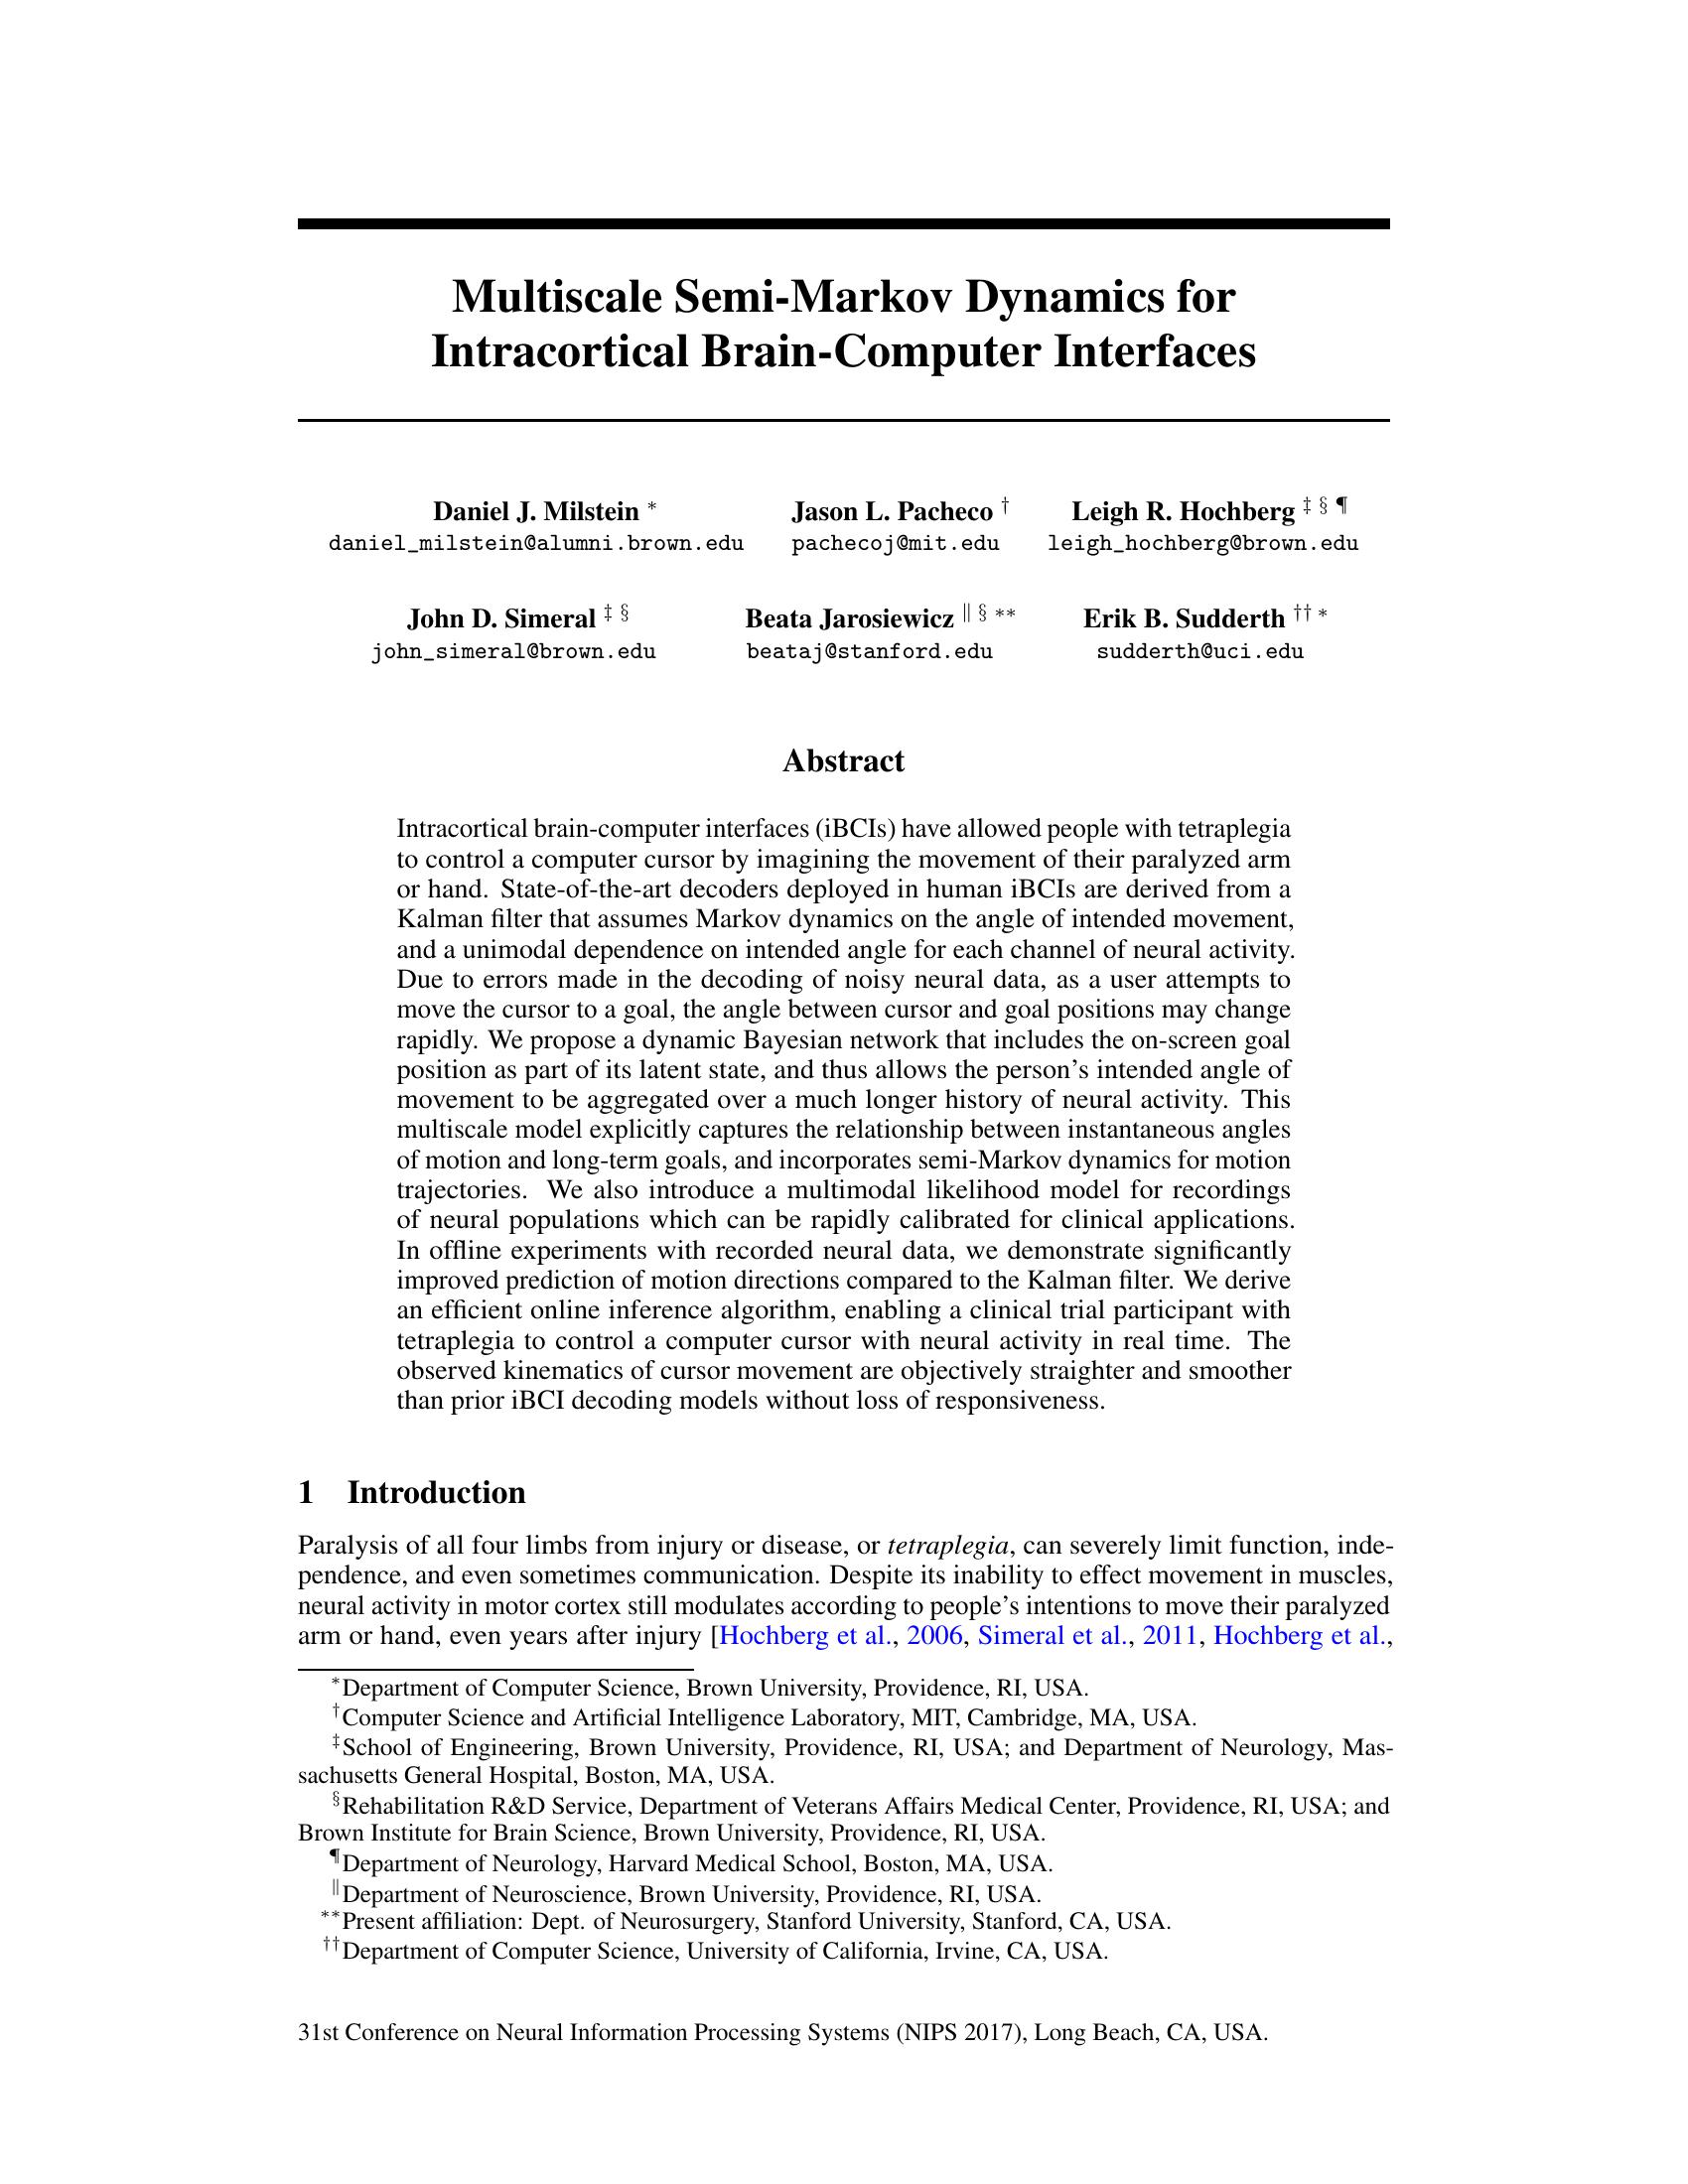 Multiscale Semi-Markov Dynamics for
Intracortical Brain-Computer Interfaces
Daniel J. Milstein * Jason L. Pacheco † Leigh R. Hochberg ‡ § ¶
daniel_milstein@alumni.brown.edu pachecoj@mit.edu leigh_hochberg@brown.edu
John D. Simeral ‡ § Beata Jarosiewicz ∥ § ** Erik B. Sudderth †† *
john_simeral@brown.edu beataj@stanford.edu sudderth@uci.edu
Abstract
Intracortical brain-computer interfaces (iBCIs) have allowed people with tetraplegia
to control a computer cursor by imagining the movement of their paralyzed arm
or hand. State-of-the-art decoders deployed in human iBCIs are derived from a
Kalman filter that assumes Markov dynamics on the angle of intended movement,
and a unimodal dependence on intended angle for each channel of neural activity.
Due to errors made in the decoding of noisy neural data, as a user attempts to
move the cursor to a goal, the angle between cursor and goal positions may change
rapidly. We propose a dynamic Bayesian network that includes the on-screen goal
position as part of its latent state, and thus allows the person's intended angle of
movement to be aggregated over a much longer history of neural activity. This
multiscale model explicitly captures the relationship between instantaneous angles
of motion and long-term goals, and incorporates semi-Markov dynamics for motion
trajectories. We also introduce a multimodal likelihood model for recordings
of neural populations which can be rapidly calibrated for clinical applications.
In offline experiments with recorded neural data, we demonstrate significantly
improved prediction of motion directions compared to the Kalman filter. We derive
an efficient online inference algorithm, enabling a clinical trial participant with
tetraplegia to control a computer cursor with neural activity in real time. The
observed kinematics of cursor movement are objectively straighter and smoother
than prior iBCI decoding models without loss of responsiveness.
1 Introduction
Paralysis of all four limbs from injury or disease, or tetraplegia, can severely limit function, inde-
pendence, and even sometimes communication. Despite its inability to effect movement in muscles,
neural activity in motor cortex still modulates according to people's intentions to move their paralyzed
arm or hand, even years after injury [Hochberg et al., 2006, Simeral et al., 2011, Hochberg et al.,
*Department of Computer Science, Brown University, Providence, RI, USA.
†Computer Science and Artificial Intelligence Laboratory, MIT, Cambridge, MA, USA.
‡School of Engineering, Brown University, Providence, RI, USA; and Department of Neurology, Mas-
sachusetts General Hospital, Boston, MA, USA.
§Rehabilitation R&D Service, Department of Veterans Affairs Medical Center, Providence, RI, USA; and
Brown Institute for Brain Science, Brown University, Providence, RI, USA.
¶Department of Neurology, Harvard Medical School, Boston, MA, USA.
∥Department of Neuroscience, Brown University, Providence, RI, USA.
**Present affiliation: Dept. of Neurosurgery, Stanford University, Stanford, CA, USA.
††Department of Computer Science, University of California, Irvine, CA, USA.
31st Conference on Neural Information Processing Systems (NIPS 2017), Long Beach, CA, USA.